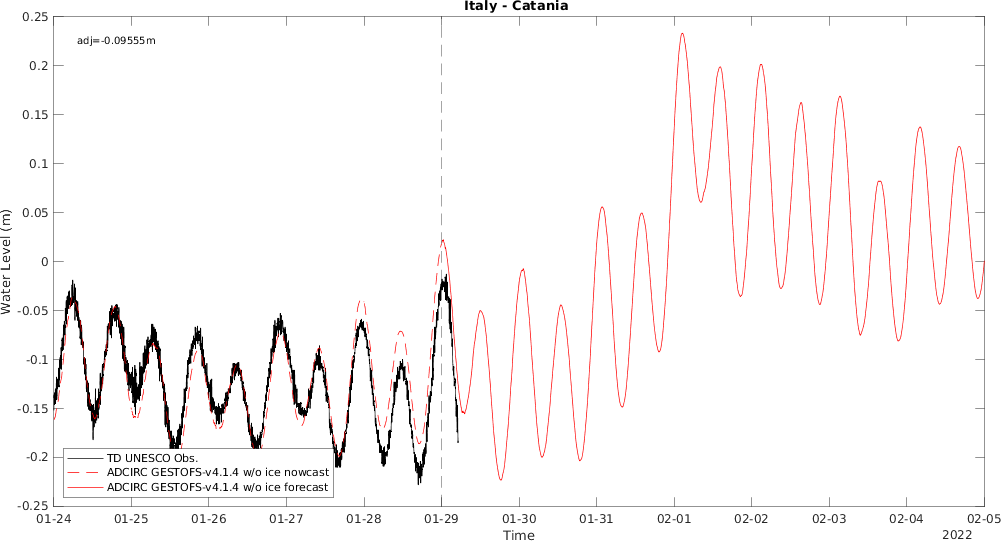 Italy - Catania
0.25
0.2
0.15
0.1
0.05
0
-0.05
-0.1
-0.15
-0.2
-0.25
Water Level (m)
adj=-0.09555m
TD UNESCO Obs.
ADCIRC GESTOFS-v4.1.4 w/o ice nowcast
ADCIRC GESTOFS-v4.1.4 w/o ice forecast
01-24 01-25 01-26 01-27 01-28 01-29 01-30 01-31 02-01 02-02 02-03 02-04 02-05
Time
2022